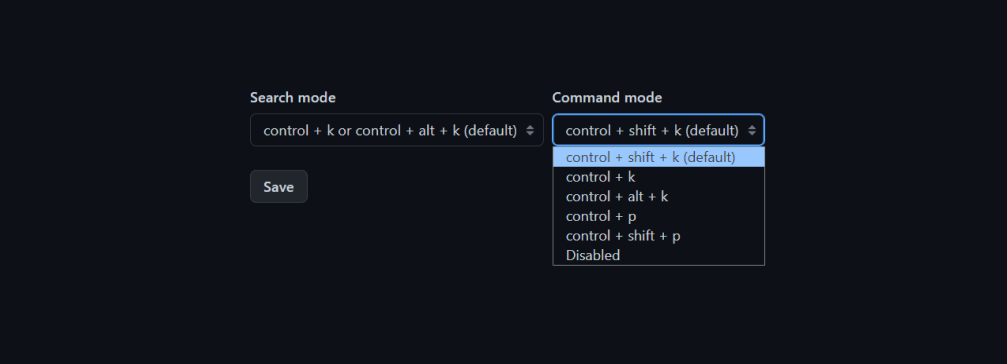 Search mode
control + k or control + alt + k (default)
Save
Command mode
control + shift + k (default)
control + shift + k (default)
control + k
control + alt + k
control + p
control + shift + p
Disabled